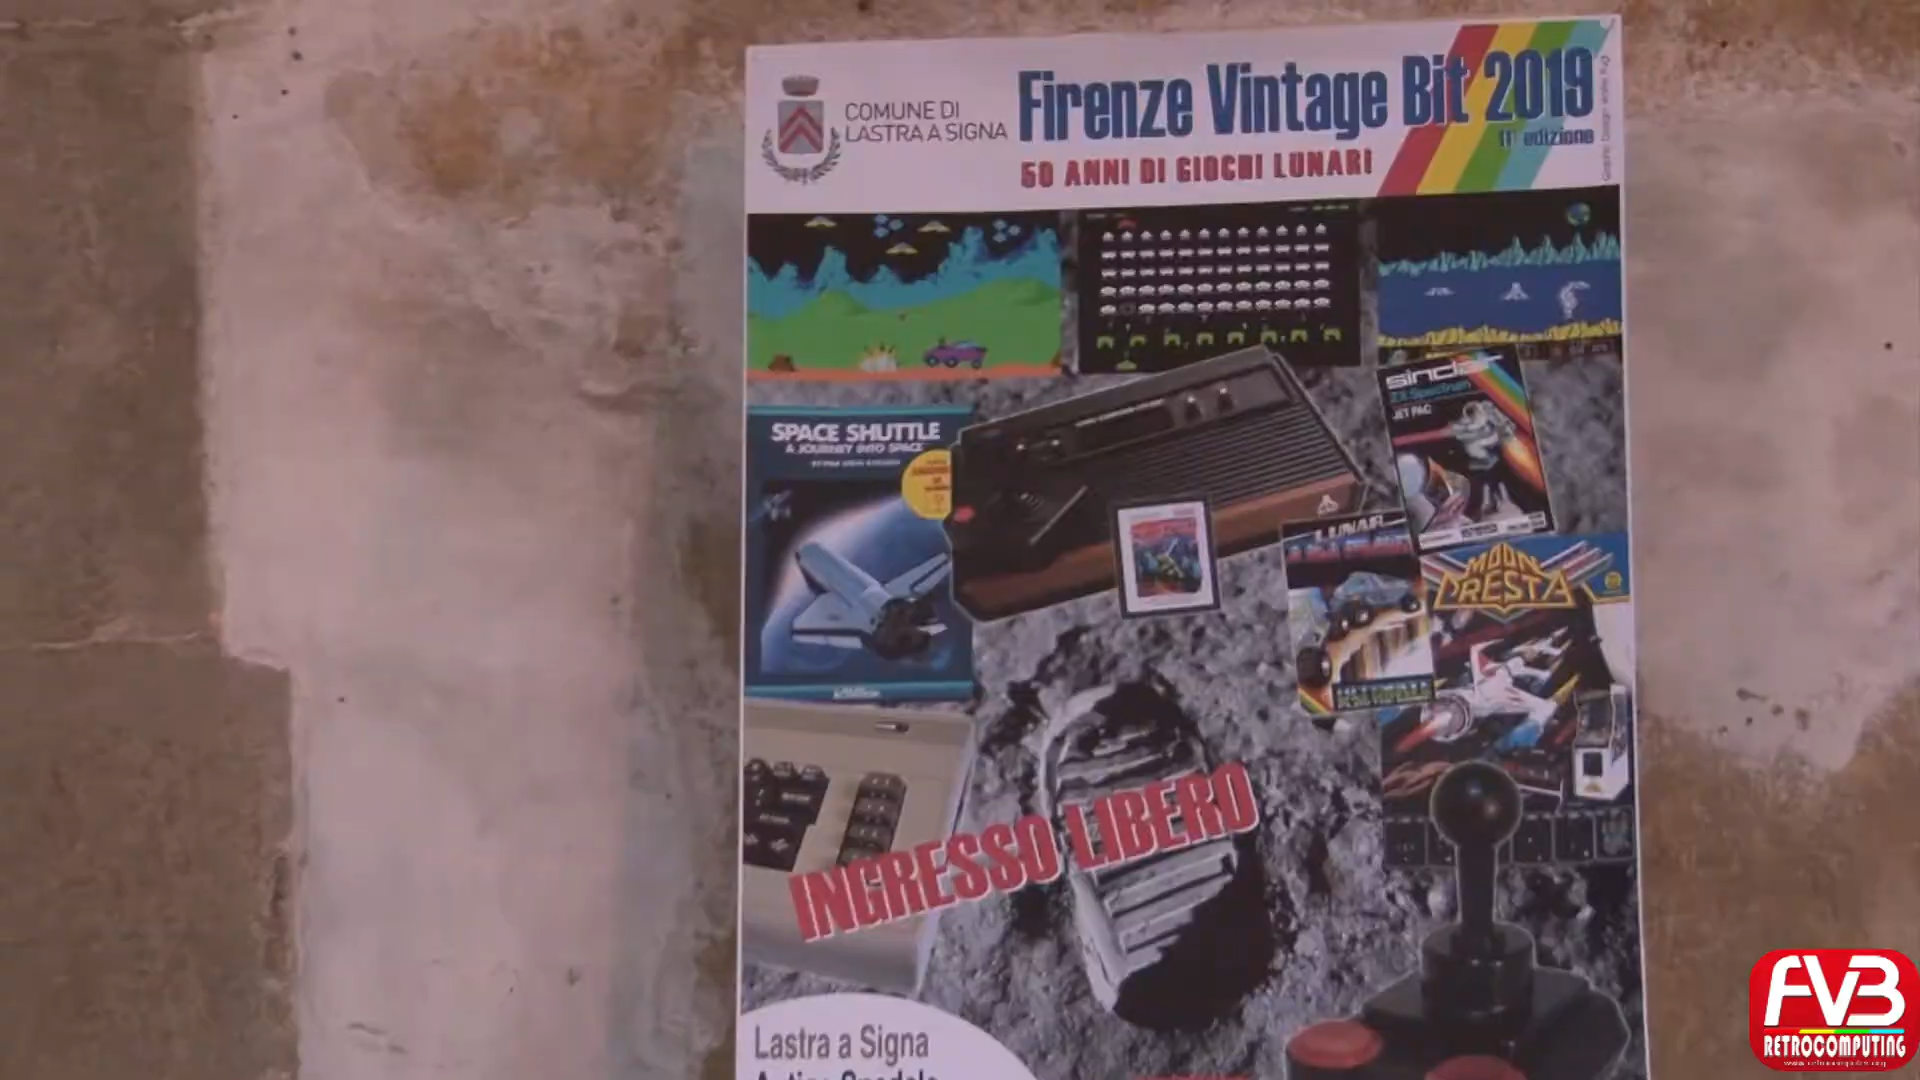 COMUNE DI
LASTRA A SIGNA
Firenze Vintage Bit 2019
11ª edizione
50 ANNI DI GIOCHI LUNARI
SPACE SHUTTLE
A JOURNEY INTO SPACE
sinclair
ZX Spectrum
JET PAC
LUNAR
MOON
CRESTA
INGRESSO LIBERO
Lastra a Signa
FVB
RETROCOMPUTING